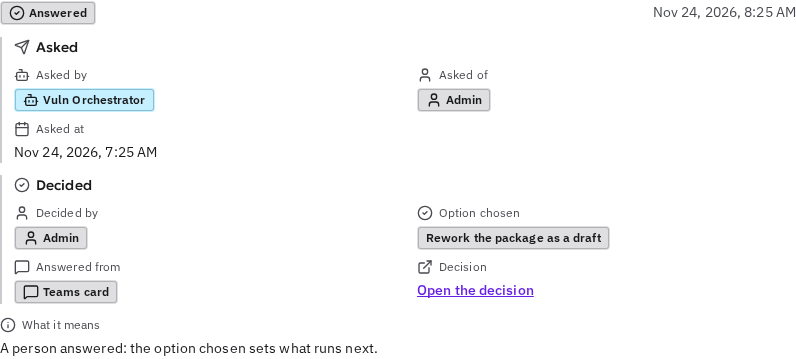 Answered
Nov 24, 2026, 8:25 AM
Asked
Asked by
Asked of
Vuln Orchestrator
Admin
Asked at
Nov 24, 2026, 7:25 AM
Decided
Decided by
Option chosen
Admin
Rework the package as a draft
Answered from
Decision
Teams card
Open the decision
What it means
A person answered: the option chosen sets what runs next.